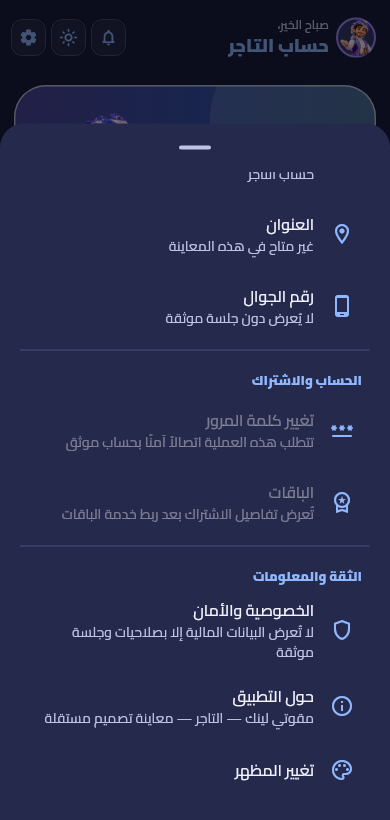 صباح الخير،
حساب التاجر
حساب التاجر
العنوان
غير متاح في هذه المعاينة
رقم الجوال
لا يُعرض دون جلسة موثقة
الحساب والاشتراك
تغيير كلمة المرور
تتطلب هذه العملية اتصالاً آمنًا بحساب موثق
الباقات
تُعرض تفاصيل الاشتراك بعد ربط خدمة الباقات
الثقة والمعلومات
الخصوصية والأمان
لا تُعرض البيانات المالية إلا بصلاحيات وجلسة
موثقة
حول التطبيق
مقوتي لينك — التاجر — معاينة تصميم مستقلة
تغيير المظهر